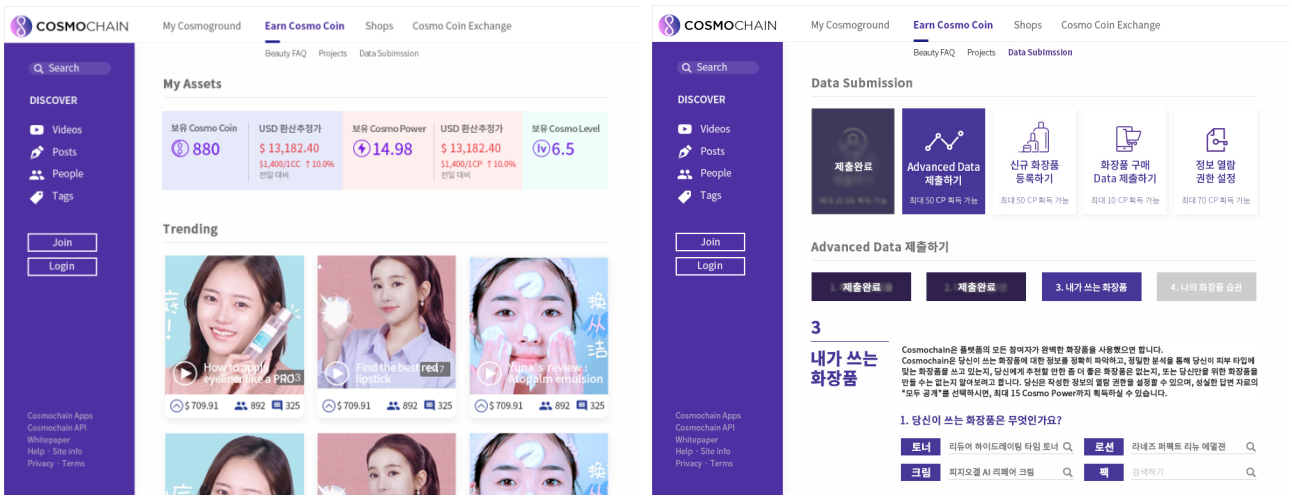 COSMOCHAIN
My Cosmoground Earn Cosmo Coin Shops Cosmo Coin Exchange
Beauty FAQ Projects Data Subimssion
Search
DISCOVER
Videos
Posts
People
Tags
Join
Login
Cosmochain Apps
Cosmochain API
Whitepaper
Help · Site info
Privacy · Terms
My Assets
보유 Cosmo Coin
880
USD 환산추정가
$ 13,182.40
$1,400/1CC ↑10.0%
전일 대비
보유 Cosmo Power
14.98
USD 환산추정가
$ 13,182.40
$1,400/1CP ↑10.0%
전일 대비
보유 Cosmo Level
lv 6.5
Trending
How to apply
eyeliner like a PRO
Find the best red
lipstick
Yuna's review :
Atopalm emulsion
换
从
洁
$ 709.91 892 325
$ 709.91 892 325
$ 709.91 892 325
COSMOCHAIN
My Cosmoground Earn Cosmo Coin Shops Cosmo Coin Exchange
Beauty FAQ Projects Data Subimssion
Search
DISCOVER
Videos
Posts
People
Tags
Join
Login
Cosmochain Apps
Cosmochain API
Whitepaper
Help · Site info
Privacy · Terms
Data Submission
제출완료
Advanced Data
제출하기
최대 50 CP 획득 가능
신규 화장품
등록하기
최대 50 CP 획득 가능
화장품 구매
Data 제출하기
최대 10 CP 획득 가능
정보 열람
권한 설정
최대 70 CP 획득 가능
Advanced Data 제출하기
제출완료
제출완료
3. 내가 쓰는 화장품
4. 나의 화장품 습관
3
내가 쓰는
화장품
Cosmochain은 플랫폼의 모든 참여자가 완벽한 화장품을 사용했으면 합니다.
Cosmochain은 당신이 쓰는 화장품에 대한 정보를 정확히 파악하고, 정밀한 분석을 통해 당신이 피부 타입에
맞는 화장품을 쓰고 있는지, 당신에게 추천할 만한 좀 더 좋은 화장품은 없는지, 또는 당신만을 위한 화장품을
만들 수는 없는지 알아보려고 합니다. 당신은 작성한 정보의 열람 권한을 설정할 수 있으며, 성실한 답변 자료의
"모두 공개"를 선택하시면, 최대 15 Cosmo Power까지 획득하실 수 있습니다.
1. 당신이 쓰는 화장품은 무엇인가요?
토너 리듀어 하이드레이팅 타임 토너
로션 라네즈 퍼펙트 리뉴 에멀젼
크림 피지오겔 AI 리페어 크림
팩 검색하기